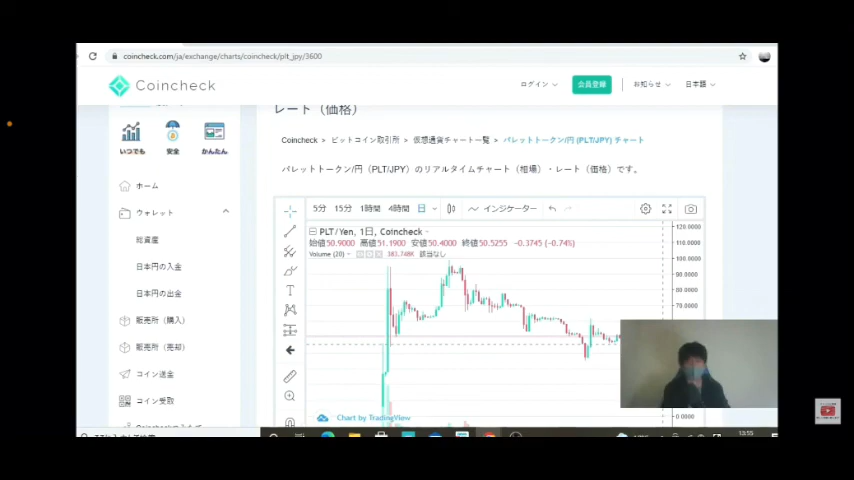 coincheck.com/ja/exchange/charts/coincheck/plt_jpy/3600
Coincheck
ログイン
会員登録
お知らせ
日本語
レート（価格）
いつでも
安全
かんたん
Coincheck > ビットコイン取引所 > 仮想通貨チャート一覧 > パレットトークン/円 (PLT/JPY) チャート
パレットトークン/円（PLT/JPY）のリアルタイムチャート（相場）・レート（価格）です。
ホーム
ウォレット
総資産
日本円の入金
日本円の出金
販売所（購入）
販売所（売却）
コイン送金
コイン受取
5分 15分 1時間 4時間 日 インジケーター
PLT/Yen, 1日, Coincheck
始値50.9000 高値51.1900 安値50.4000 終値50.5255 −0.3745 (−0.74%)
Volume (20) 383.748K 該当なし
120.0000
110.0000
100.0000
90.0000
80.0000
70.0000
0.0000
Chart by TradingView
13:55